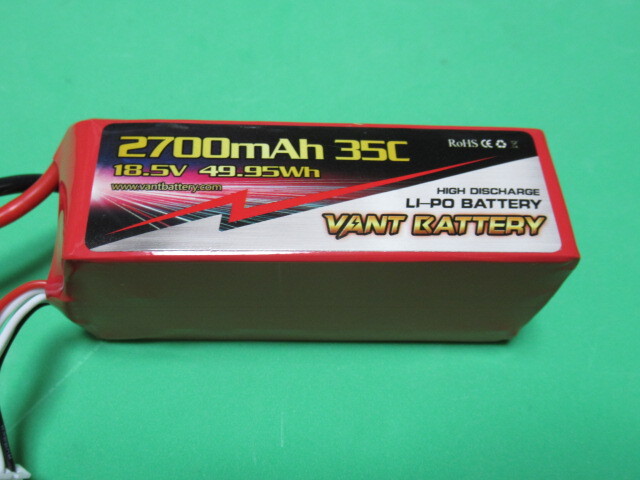 2700mAh 35C
18.5V 49.95Wh
www.vantbattery.com
RoHS CE
HIGH DISCHARGE
LI-PO BATTERY
VANT BATTERY